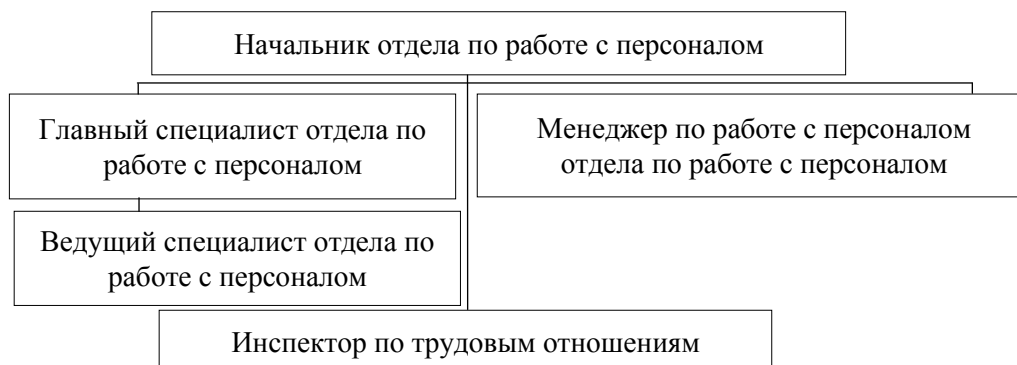 Начальник отдела по работе с персоналом
Главный специалист отдела по
работе с персоналом
Менеджер по работе с персоналом
отдела по работе с персоналом
Ведущий специалист отдела по
работе с персоналом
Инспектор по трудовым отношениям